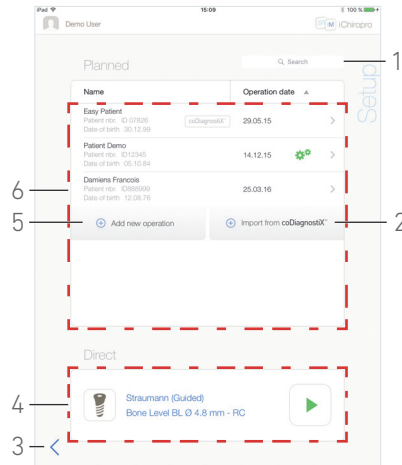 iPad 15:09 100 %
Demo User iChiropro
Planned Search 1
Setup
Name Operation date
Easy Patient
Patient nbr. ID 07826 coDiagnostiX™ 29.05.15
Date of birth 30.12.99
Patient Demo
Patient nbr. ID12345 14.12.15
Date of birth 05.10.84
Damiens Francois
Patient nbr. ID866999 25.03.16
Date of birth 12.08.76
6
5 Add new operation Import from coDiagnostiX™ 2
Direct
4 Straumann (Guided)
Bone Level BL Ø 4.8 mm - RC
3